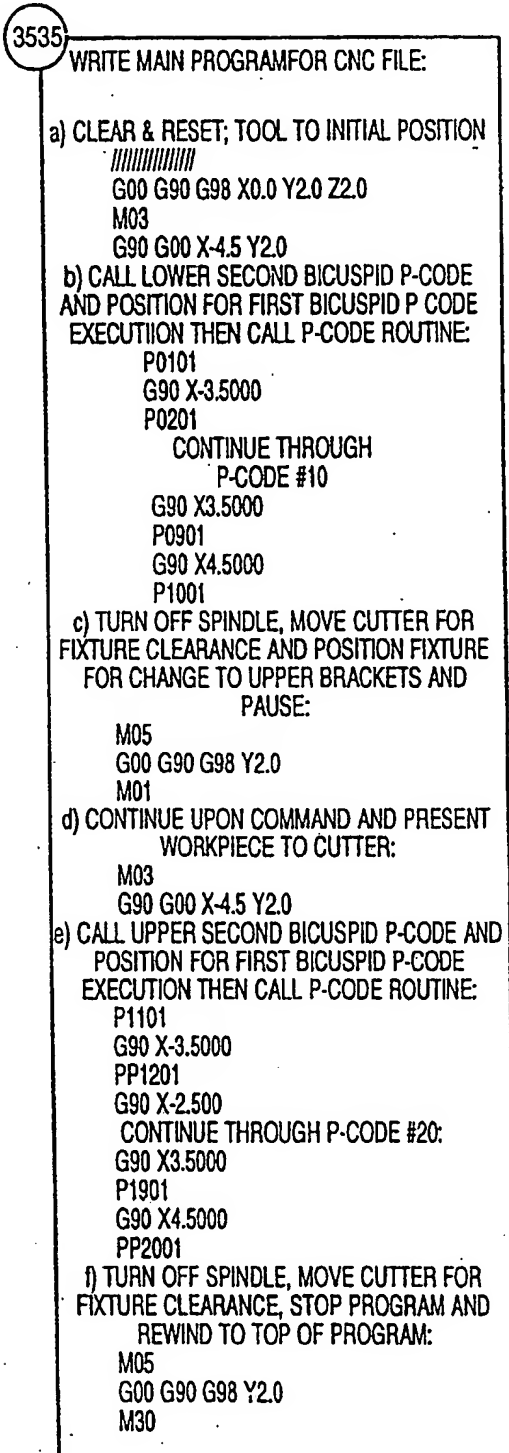 3535
WRITE MAIN PROGRAMFOR CNC FILE:
a) CLEAR & RESET; TOOL TO INITIAL POSITION
////////////////
G00 G90 G98 X0.0 Y2.0 Z2.0
M03
G90 G00 X-4.5 Y2.0
b) CALL LOWER SECOND BICUSPID P-CODE
AND POSITION FOR FIRST BICUSPID P CODE
EXECUTIION THEN CALL P-CODE ROUTINE:
P0101
G90 X-3.5000
P0201
CONTINUE THROUGH
P-CODE #10
G90 X3.5000
P0901
G90 X4.5000
P1001
c) TURN OFF SPINDLE, MOVE CUTTER FOR
FIXTURE CLEARANCE AND POSITION FIXTURE
FOR CHANGE TO UPPER BRACKETS AND
PAUSE:
M05
G00 G90 G98 Y2.0
M01
d) CONTINUE UPON COMMAND AND PRESENT
WORKPIECE TO CUTTER:
M03
G90 G00 X-4.5 Y2.0
e) CALL UPPER SECOND BICUSPID P-CODE AND
POSITION FOR FIRST BICUSPID P-CODE
EXECUTION THEN CALL P-CODE ROUTINE:
P1101
G90 X-3.5000
PP1201
G90 X-2.500
CONTINUE THROUGH P-CODE #20:
G90 X3.5000
P1901
G90 X4.5000
PP2001
f) TURN OFF SPINDLE, MOVE CUTTER FOR
FIXTURE CLEARANCE, STOP PROGRAM AND
REWIND TO TOP OF PROGRAM:
M05
G00 G90 G98 Y2.0
M30